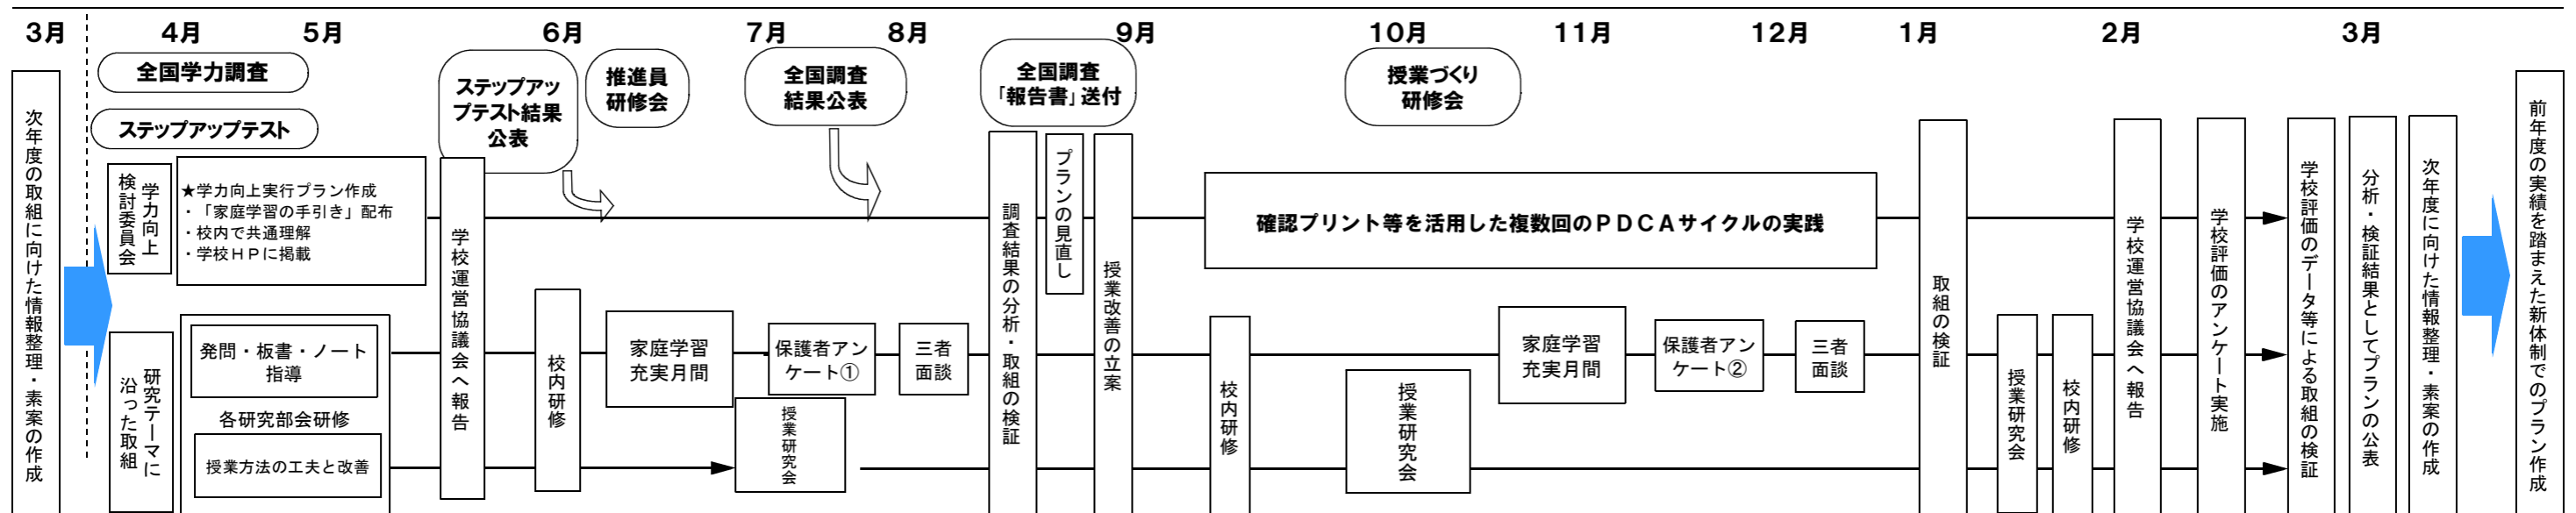 3月
4月
5月
6月
7月
8月
9月
10月
11月
12月
1月
2月
3月
全国学力調査
ステップアップテスト
ステップアッ
プテスト結果
公表
推進員
研修会
全国調査
結果公表
全国調査
「報告書」送付
授業づくり
研修会
次年度の取組に向けた情報整理・素案の作成
学力向上
検討委員会
★学力向上実行プラン作成
・「家庭学習の手引き」配布
・校内で共通理解
・学校ＨＰに掲載
研究テーマに
沿った取組
発問・板書・ノート
指導
各研究部会研修
授業方法の工夫と改善
学校運営協議会へ報告
校内研修
家庭学習
充実月間
保護者アン
ケート①
三者
面談
授業研究会
調査結果の分析・取組の検証
プランの見直し
授業改善の立案
確認プリント等を活用した複数回のＰＤＣＡサイクルの実践
校内研修
授業研究会
家庭学習
充実月間
保護者アン
ケート②
三者
面談
取組の検証
授業研究会
校内研修
学校運営協議会へ報告
学校評価のアンケート実施
学校評価のデータ等による取組の検証
分析・検証結果としてプランの公表
次年度に向けた情報整理・素案の作成
前年度の実績を踏まえた新体制でのプラン作成